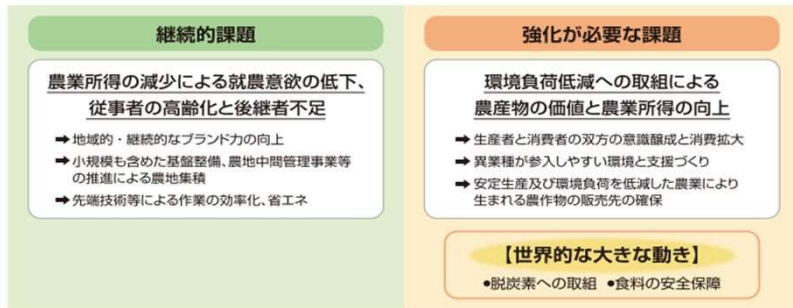 継続的課題
農業所得の減少による就農意欲の低下、
従事者の高齢化と後継者不足
➡地域的・継続的なブランド力の向上
➡小規模も含めた基盤整備、農地中間管理事業等
の推進による農地集積
➡先端技術等による作業の効率化、省エネ
強化が必要な課題
環境負荷低減への取組による
農産物の価値と農業所得の向上
➡生産者と消費者の双方の意識醸成と消費拡大
➡異業種が参入しやすい環境と支援づくり
➡安定生産及び環境負荷を低減した農業により
生まれる農作物の販売先の確保
【世界的な大きな動き】
●脱炭素への取組 ●食料の安全保障